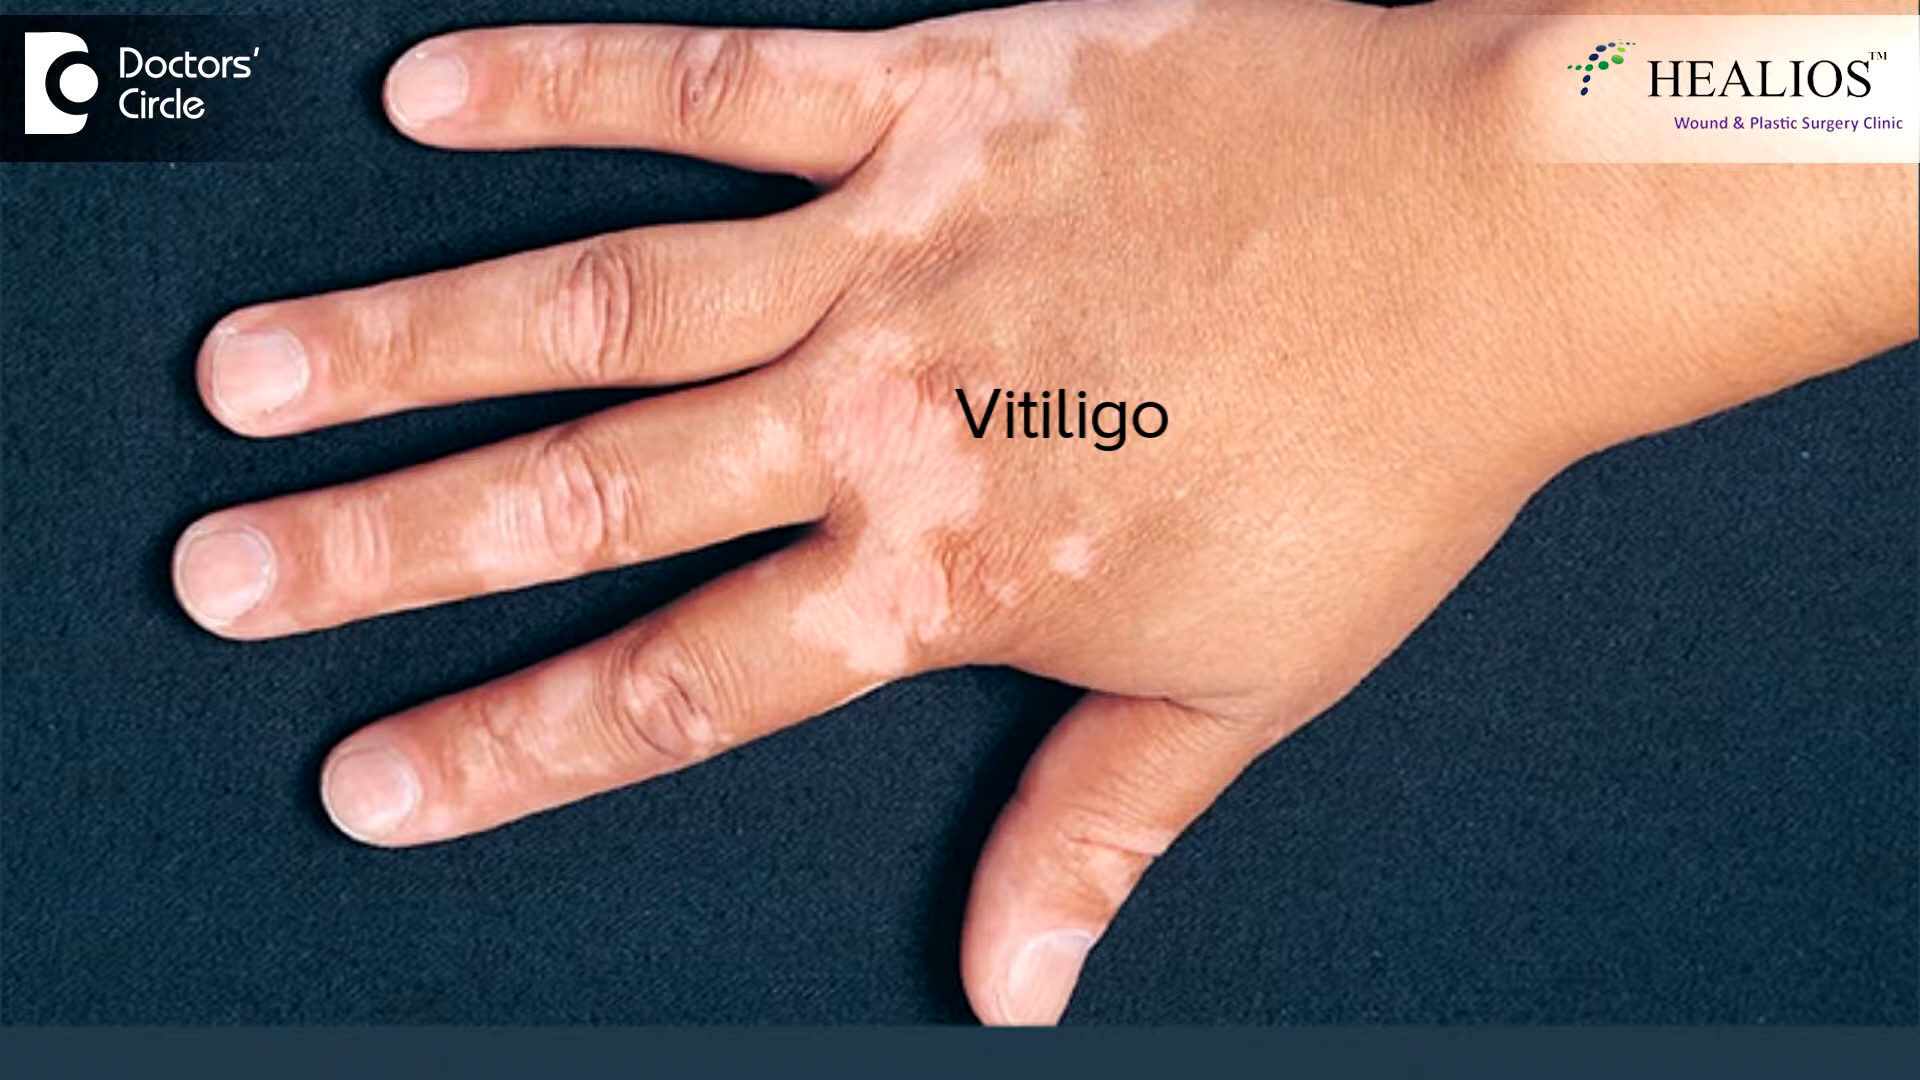 Doctors'
Circle
HEALIOS™
Wound & Plastic Surgery Clinic
Vitiligo